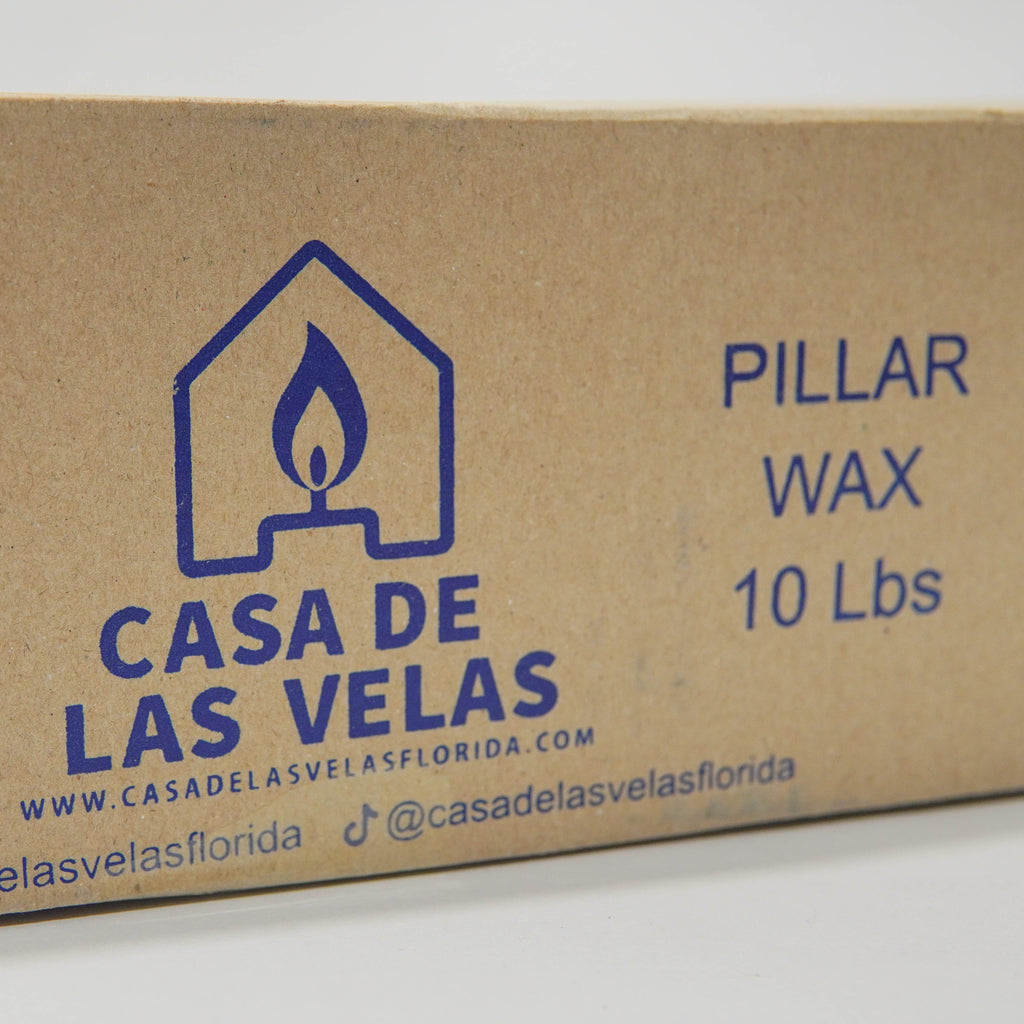 CASA DE
LAS VELAS
WWW.CASADELASVELASFLORIDA.COM
elasvelasflorida @casadelasvelasflorida
PILLAR
WAX
10 Lbs